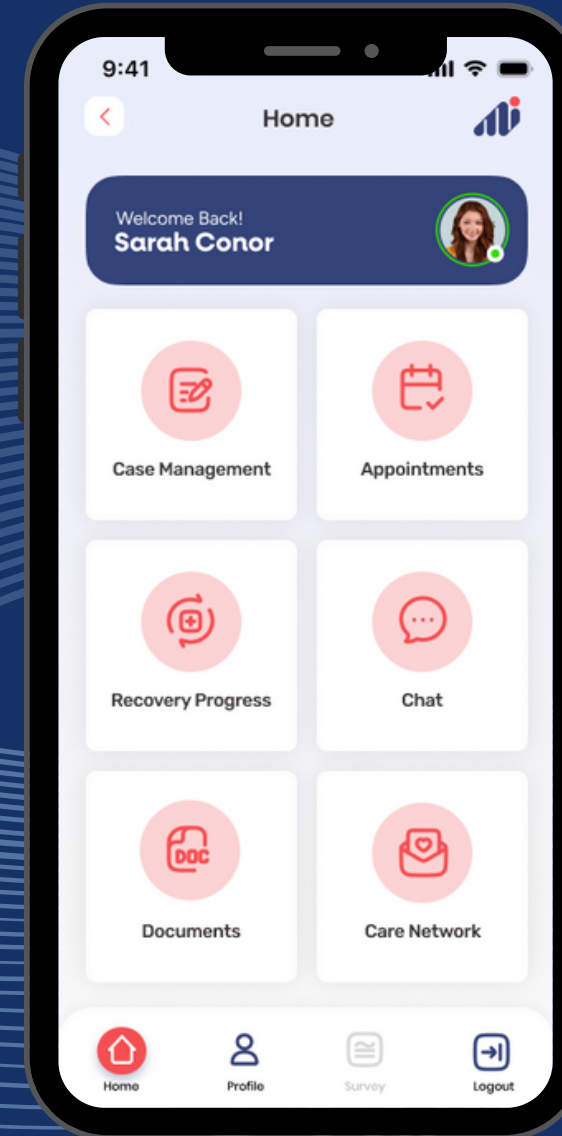 9:41
Home
Welcome Back!
Sarah Conor
Case Management
Appointments
Recovery Progress
Chat
DOC
Documents
Care Network
Home
Profile
Survey
Logout